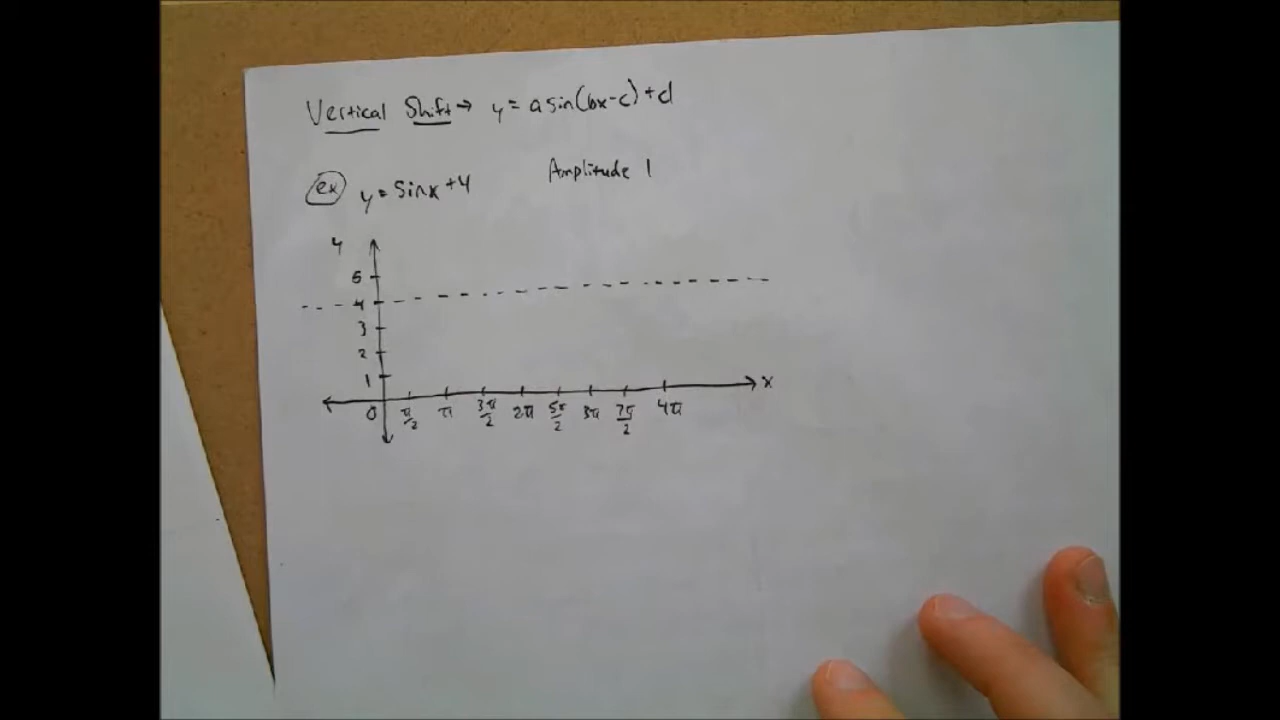 Vertical Shift → y = a sin(bx-c)+d
ex y = sinx +4 Amplitude 1
y
5
4
3
2
1
x
0 π/2 π 3π/2 2π 5π/2 3π 7π/2 4π